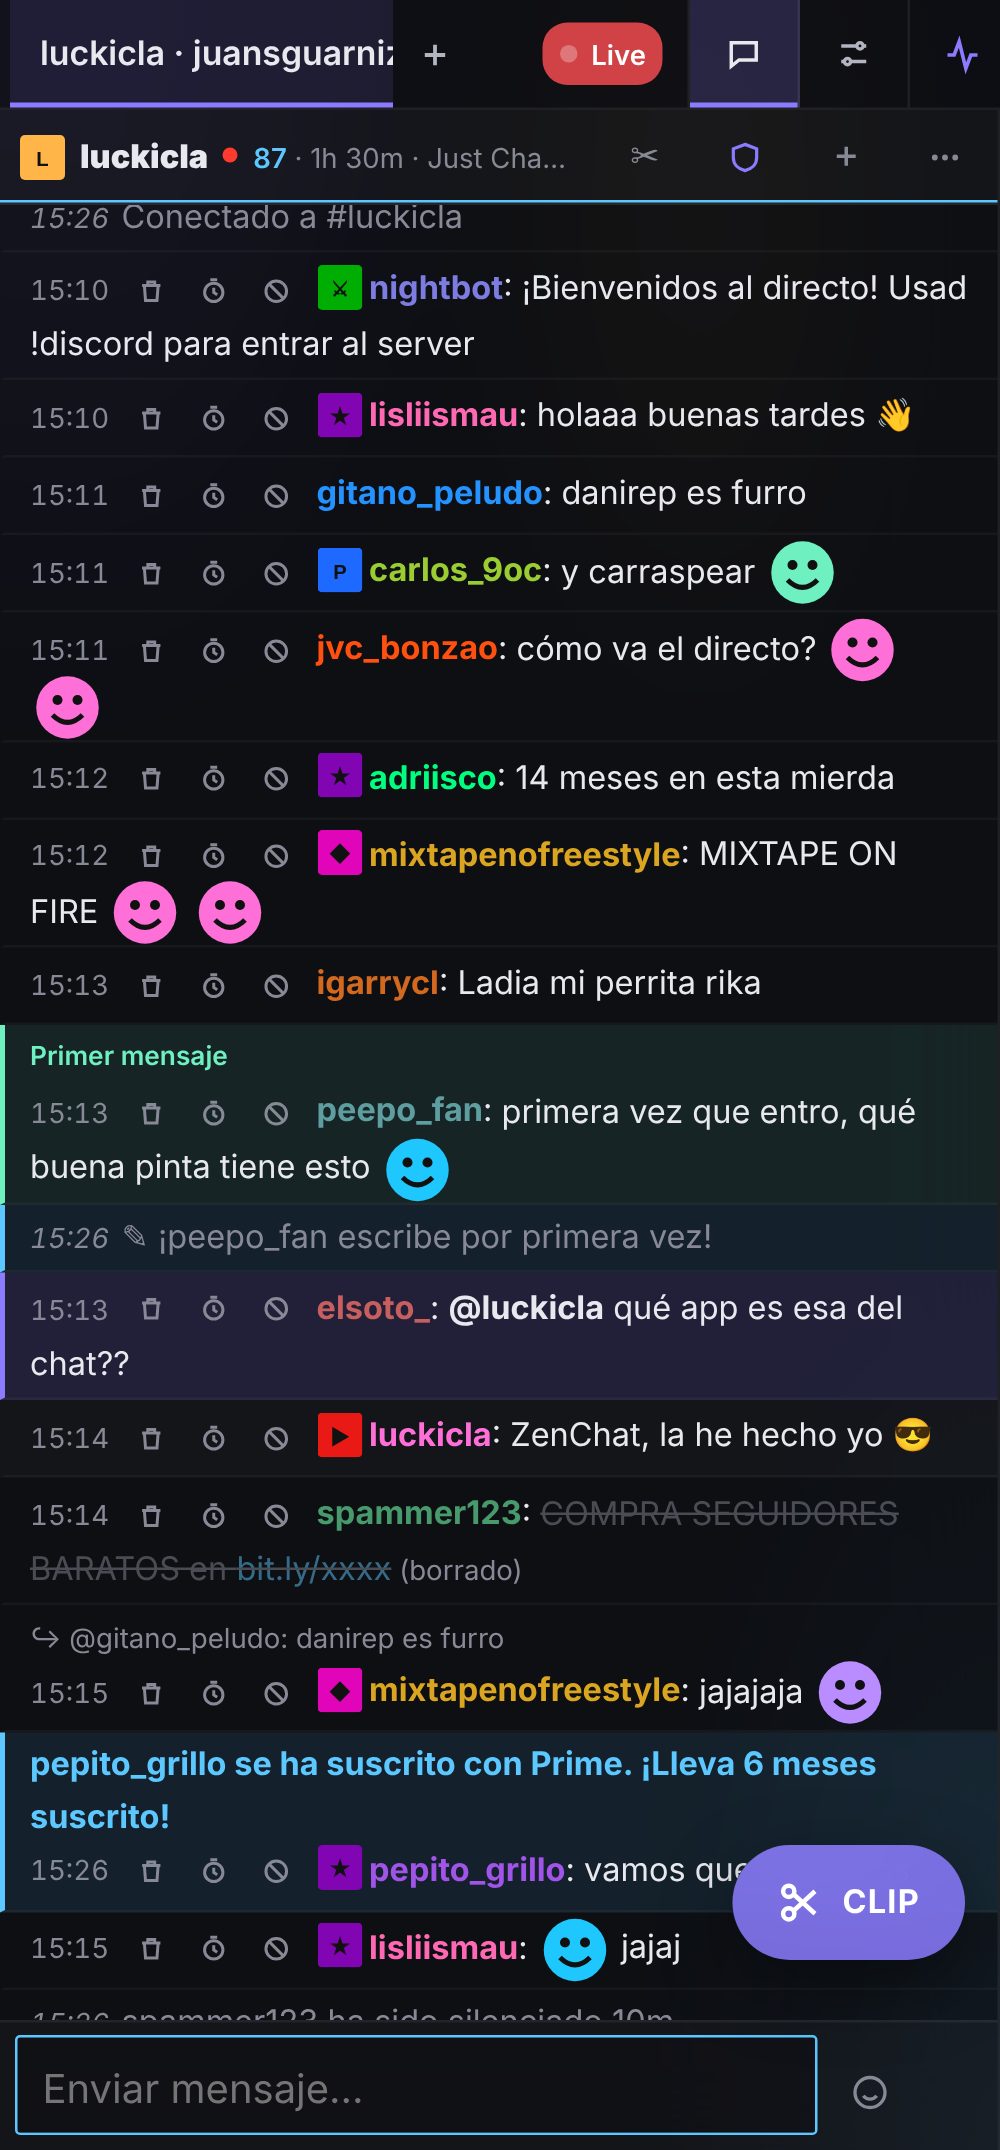 luckicla · juansguarniz
+
Live
L luckicla 87 · 1h 30m · Just Cha...
15:26 Conectado a #luckicla
15:10 nightbot: ¡Bienvenidos al directo! Usad
!discord para entrar al server
15:10 lisliismau: holaaa buenas tardes 👋
15:11 gitano_peludo: danirep es furro
15:11 P carlos_9oc: y carraspear
15:11 jvc_bonzao: cómo va el directo?
15:12 adriisco: 14 meses en esta mierda
15:12 mixtapenofreestyle: MIXTAPE ON
FIRE
15:13 igarrycl: Ladia mi perrita rika
Primer mensaje
15:13 peepo_fan: primera vez que entro, qué
buena pinta tiene esto
15:26 ✎ ¡peepo_fan escribe por primera vez!
15:13 elsoto_: @luckicla qué app es esa del
chat??
15:14 luckicla: ZenChat, la he hecho yo 😎
15:14 spammer123: COMPRA SEGUIDORES
BARATOS en bit.ly/xxxx (borrado)
↪ @gitano_peludo: danirep es furro
15:15 mixtapenofreestyle: jajajaja
pepito_grillo se ha suscrito con Prime. ¡Lleva 6 meses
suscrito!
15:26 pepito_grillo: vamos que
CLIP
15:15 lisliismau: jajaj
15:26 spammer123 ha sido silenciado 10m
Enviar mensaje...